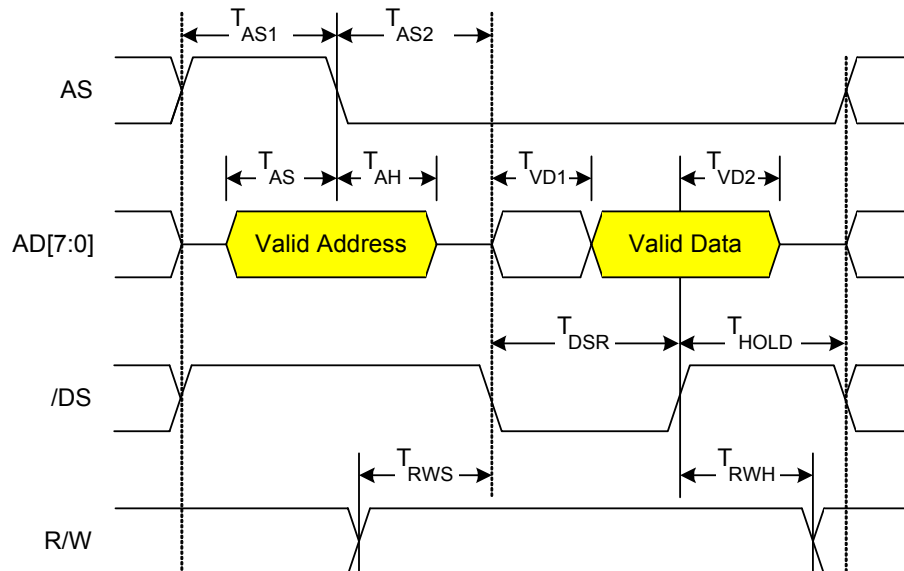 TAS1 TAS2
AS
TAS TAH TVD1 TVD2
AD[7:0] Valid Address Valid Data
TDSR THOLD
/DS
TRWS TRWH
R/W